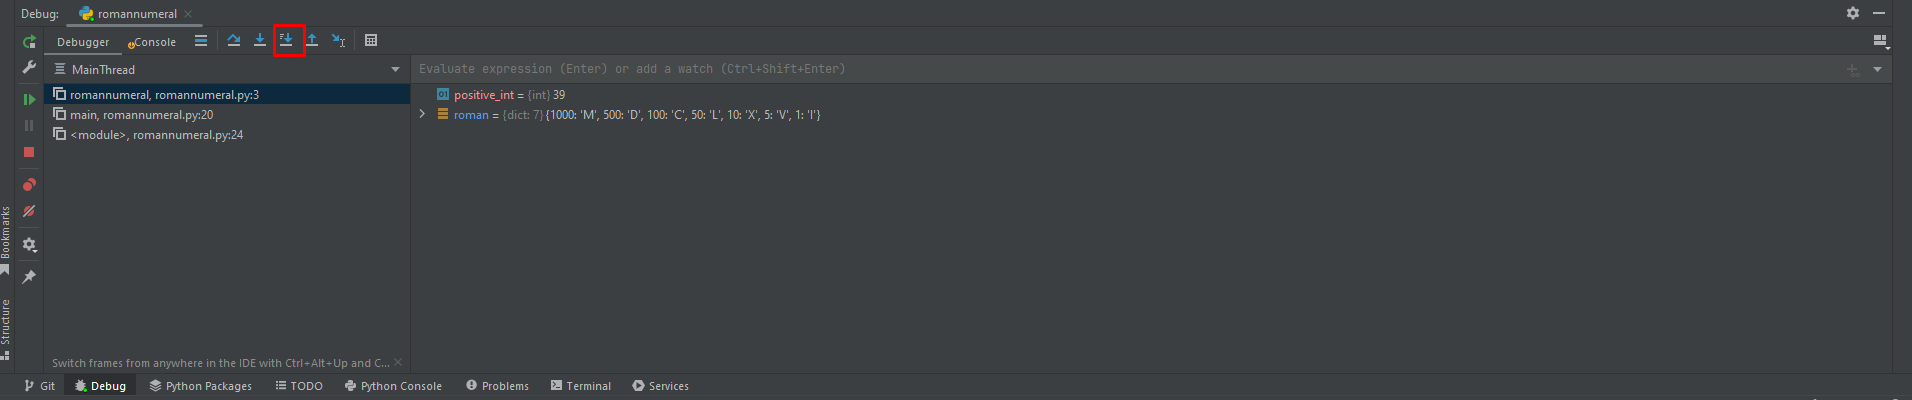 Debug: romannumeral
Debugger Console
MainThread
Evaluate expression (Enter) or add a watch (Ctrl+Shift+Enter)
romannumeral, romannumeral.py:3
main, romannumeral.py:20
<module>, romannumeral.py:24
01 positive_int = {int} 39
roman = {dict: 7} {1000: 'M', 500: 'D', 100: 'C', 50: 'L', 10: 'X', 5: 'V', 1: 'I'}
Bookmarks
Structure
Switch frames from anywhere in the IDE with Ctrl+Alt+Up and C...
Git Debug Python Packages TODO Python Console Problems Terminal Services